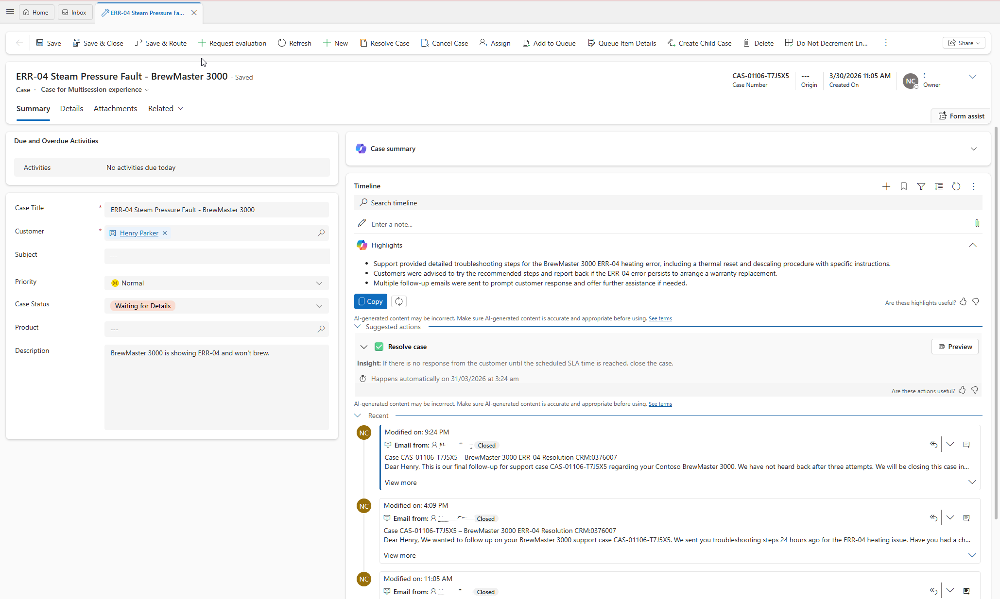 Home
Inbox
ERR-04 Steam Pressure Fa...
Save
Save & Close
Save & Route
Request evaluation
Refresh
New
Resolve Case
Cancel Case
Assign
Add to Queue
Queue Item Details
Create Child Case
Delete
Do Not Decrement En...
Share
ERR-04 Steam Pressure Fault - BrewMaster 3000 - Saved
Case · Case for Multisession experience
CAS-01106-T7J5X5
Case Number
---
Origin
3/30/2026 11:05 AM
Created On
NC
Owner
Summary
Details
Attachments
Related
Form assist
Due and Overdue Activities
Activities
No activities due today
Case Title
*
ERR-04 Steam Pressure Fault - BrewMaster 3000
Customer
*
Henry Parker
Subject
---
Priority
Normal
Case Status
Waiting for Details
Product
---
Description
BrewMaster 3000 is showing ERR-04 and won't brew.
Case summary
Timeline
Search timeline
Enter a note...
Highlights
• Support provided detailed troubleshooting steps for the BrewMaster 3000 ERR-04 heating error, including a thermal reset and descaling procedure with specific instructions.
• Customers were advised to try the recommended steps and report back if the ERR-04 error persists to arrange a warranty replacement.
• Multiple follow-up emails were sent to prompt customer response and offer further assistance if needed.
Copy
Are these highlights useful?
AI-generated content may be incorrect. Make sure AI-generated content is accurate and appropriate before using. See terms
Suggested actions
Resolve case
Preview
Insight: If there is no response from the customer until the scheduled SLA time is reached, close the case.
Happens automatically on 31/03/2026 at 3:24 am
Are these actions useful?
AI-generated content may be incorrect. Make sure AI-generated content is accurate and appropriate before using. See terms
Recent
NC
Modified on: 9:24 PM
Email from:
Closed
Case CAS-01106-T7J5X5 – BrewMaster 3000 ERR-04 Resolution CRM:0376007
Dear Henry, This is our final follow-up for support case CAS-01106-T7J5X5 regarding your Contoso BrewMaster 3000. We have not heard back after three attempts. We will be closing this case in...
View more
NC
Modified on: 4:09 PM
Email from:
Closed
Case CAS-01106-T7J5X5 – BrewMaster 3000 ERR-04 Resolution CRM:0376007
Dear Henry, We wanted to follow up on your BrewMaster 3000 support case CAS-01106-T7J5X5. We sent you troubleshooting steps 24 hours ago for the ERR-04 heating issue. Have you had a ch...
View more
NC
Modified on: 11:05 AM
Email from:
Closed